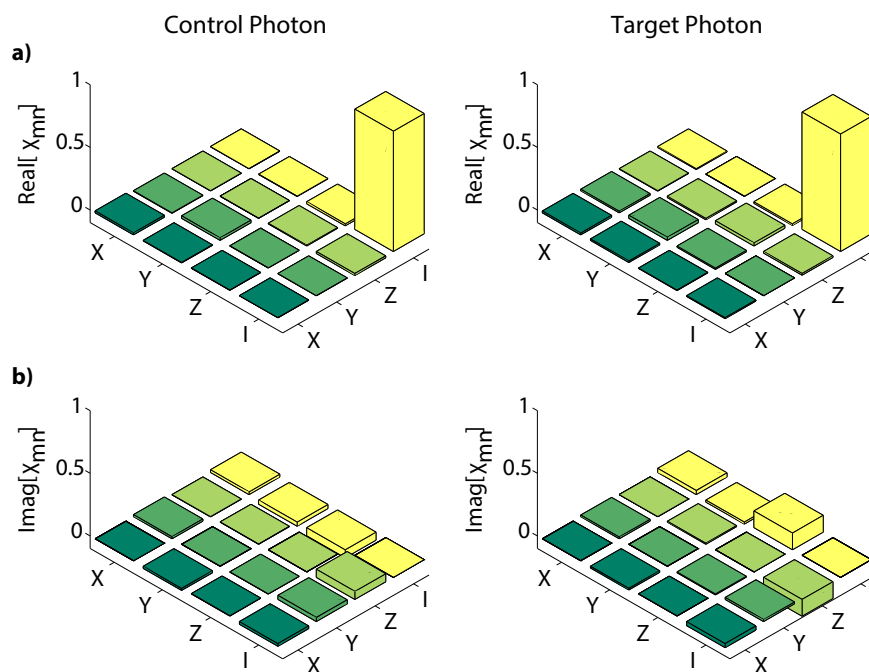 Control Photon
Target Photon
a)
1
0.5
0
Real[ χmn]
X
Y
Z
I
X
Y
Z
I
1
0.5
0
Real[ χmn]
X
Y
Z
I
X
Y
Z
b)
1
0.5
0
Imag[χmn]
X
Y
Z
I
X
Y
Z
I
1
0.5
0
Imag[χmn]
X
Y
Z
I
X
Y
Z